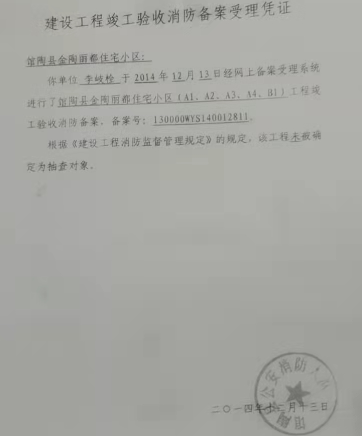 建设工程竣工验收消防备案受理凭证
馆陶县金陶丽都住宅小区：
你单位 李岐检 于 2014 年 12 月 13 日经网上备案受理系统
进行了馆陶县金陶丽都住宅小区（A1、A2、A3、A4、B1）工程竣
工验收消防备案，备案号：130000WYS140012811。
根据《建设工程消防监督管理规定》的规定，该工程未被确
定为抽查对象。
二〇一四年十二月十三日
公安消防大队